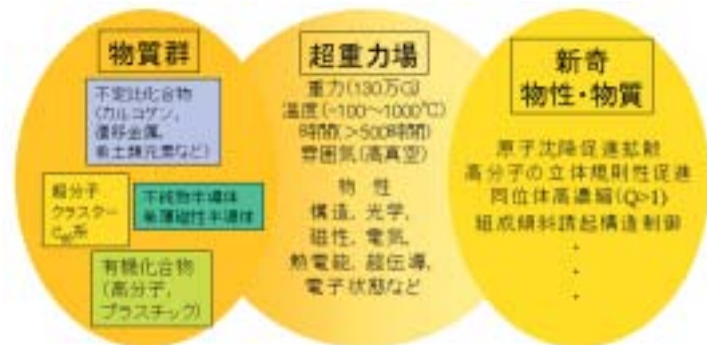 物質群
不定比化合物
(カルコゲン,
遷移金属,
希土類元素など)
超分子
クラスター
C60系
不純物半導体
希薄磁性半導体
有機化合物
(高分子,
プラスチック)
超重力場
重力(130万G)
温度(-100~1000℃)
時間(>500時間)
雰囲気(高真空)
物性
構造, 光学,
磁性, 電気,
熱電能, 超伝導,
電子状態など
新奇
物性・物質
原子沈降促進拡散
高分子の立体規則性促進
同位体高濃縮(Q>1)
組成傾斜誘起構造制御
・
・
・